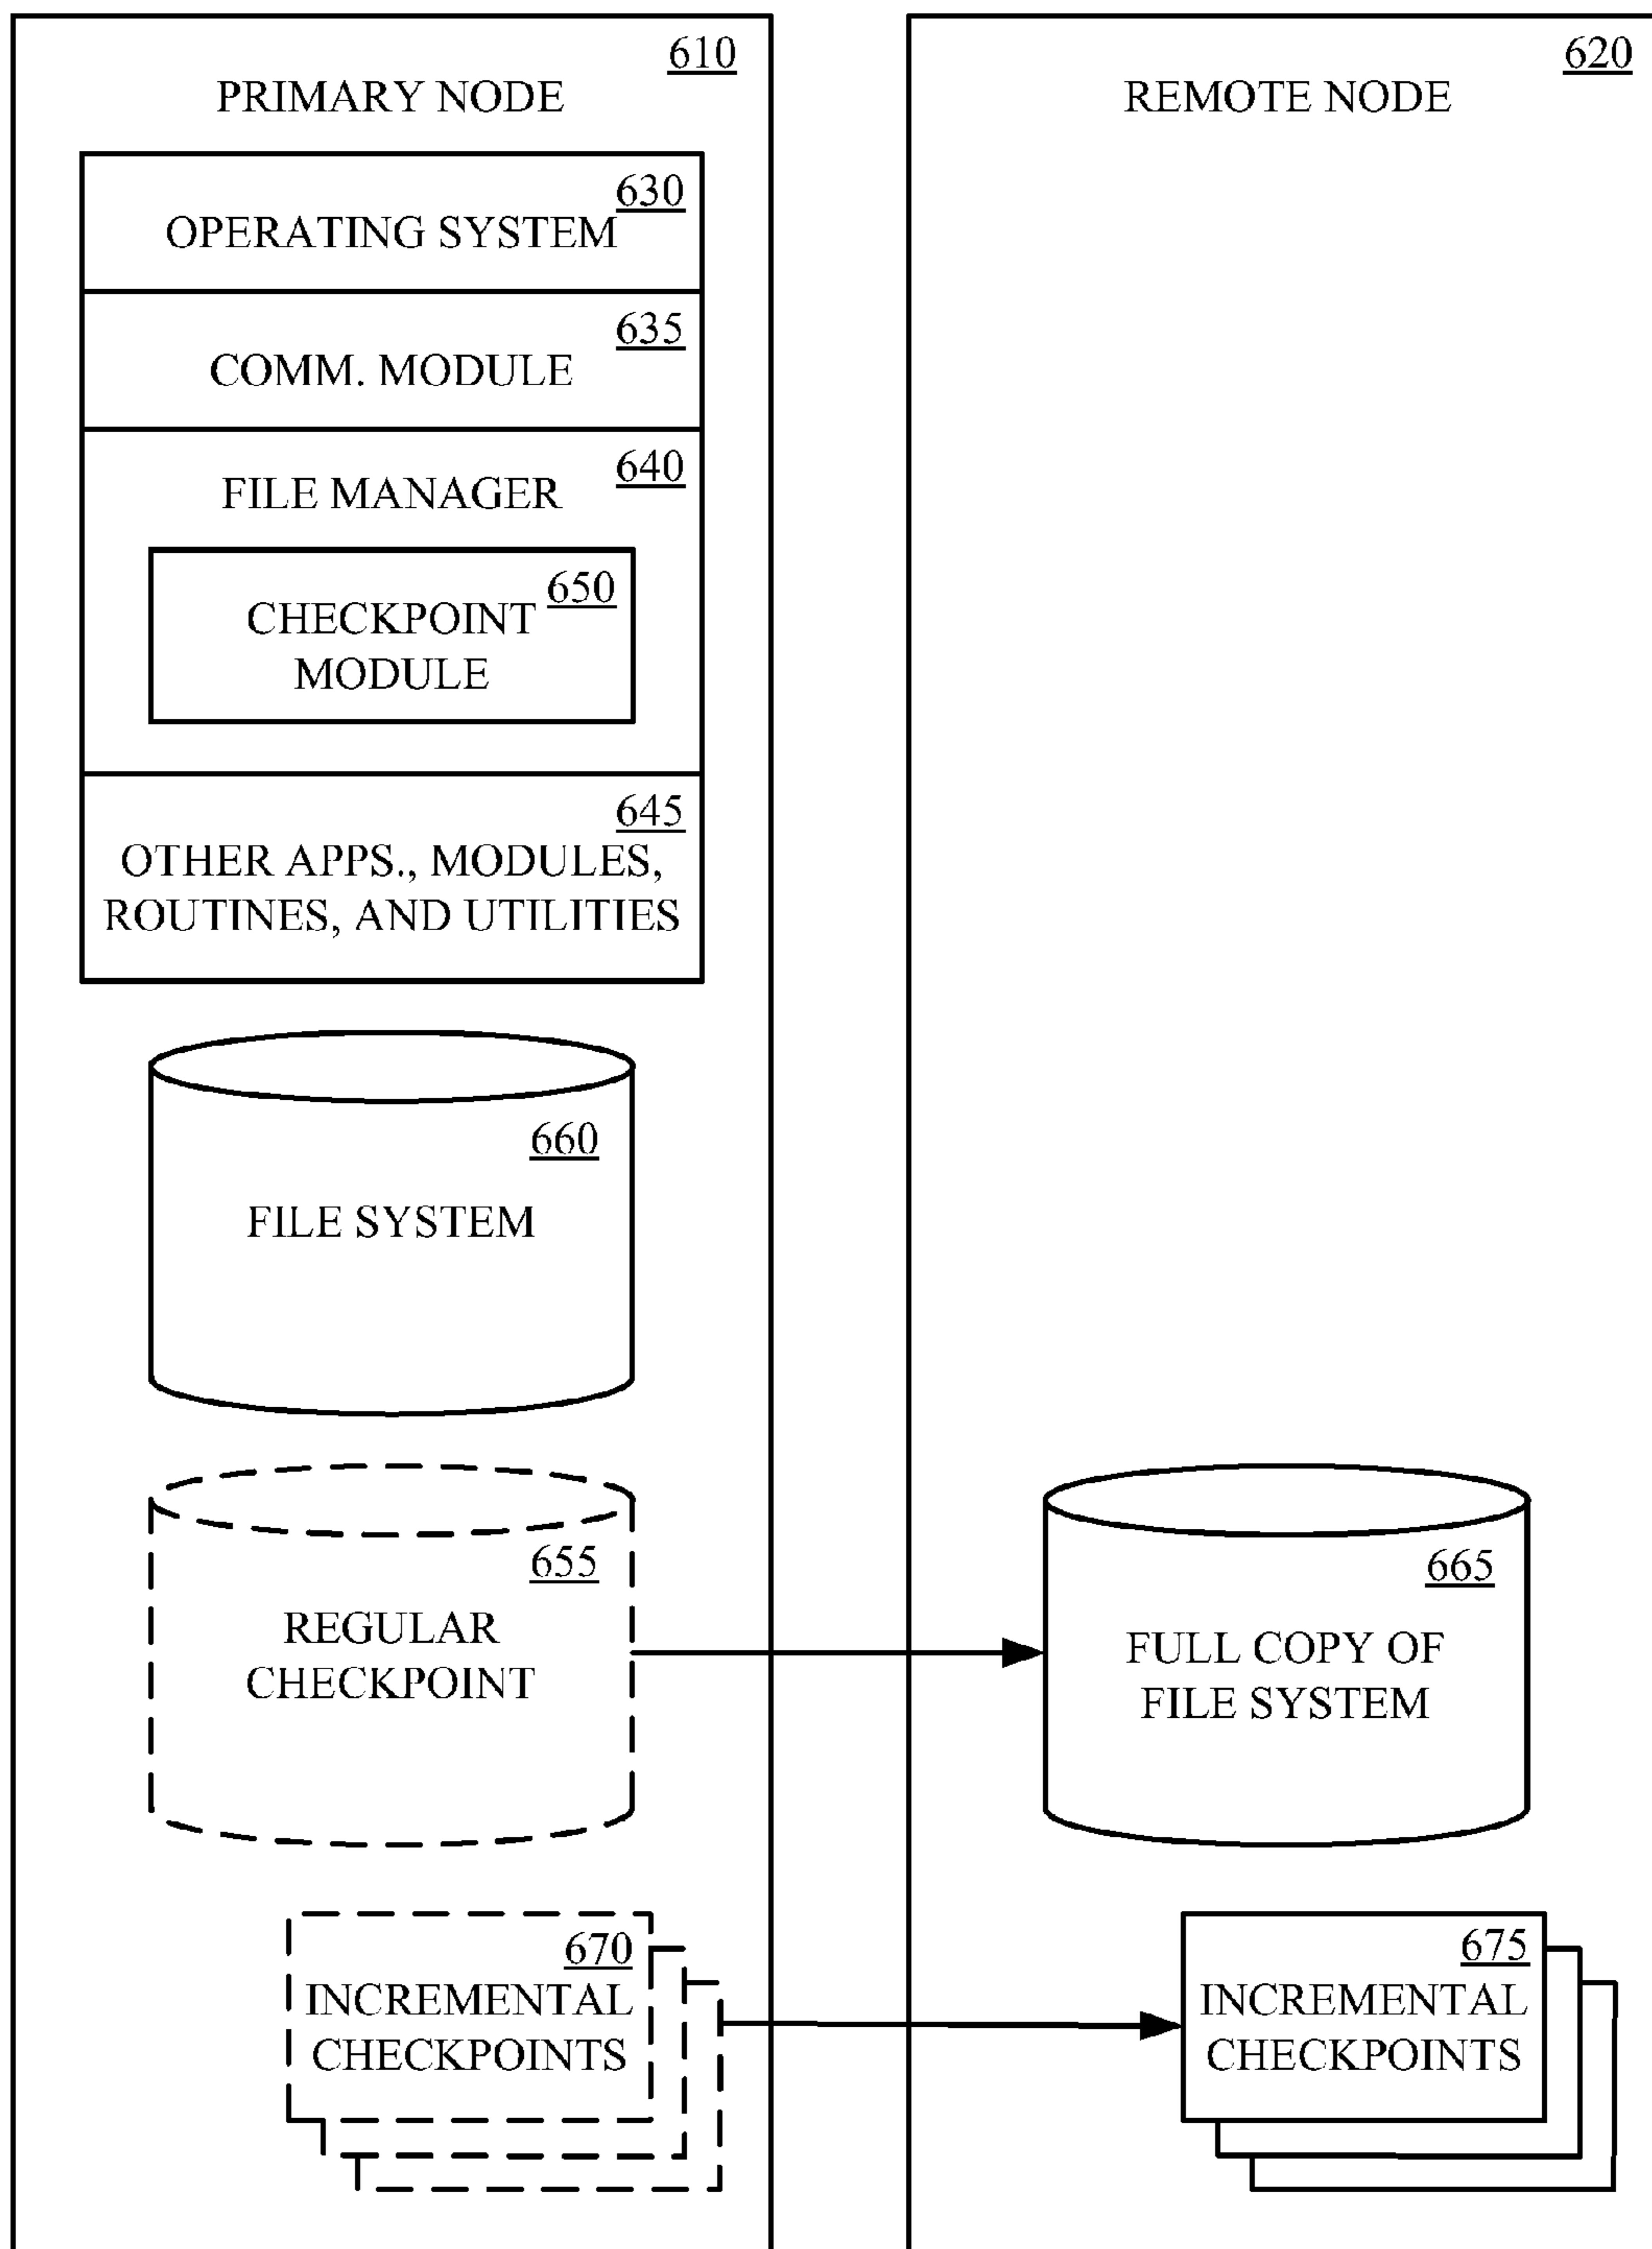 610
PRIMARY NODE
630
OPERATING SYSTEM
635
COMM. MODULE
640
FILE MANAGER
650
CHECKPOINT
MODULE
645
OTHER APPS., MODULES,
ROUTINES, AND UTILITIES
660
FILE SYSTEM
655
REGULAR
CHECKPOINT
670
INCREMENTAL
CHECKPOINTS
620
REMOTE NODE
665
FULL COPY OF
FILE SYSTEM
675
INCREMENTAL
CHECKPOINTS